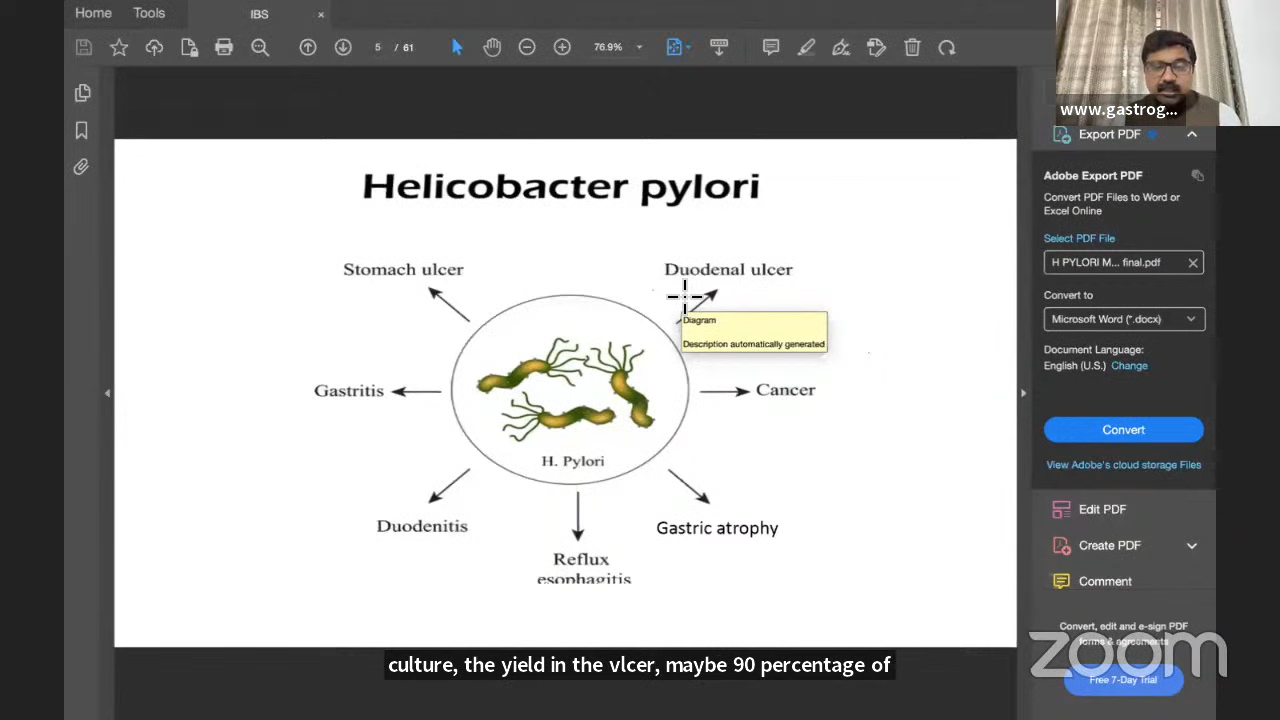 Home
Tools
IBS
×
5 / 61
76.9%
www.gastrog...
Export PDF
Adobe Export PDF
Convert PDF Files to Word or
Excel Online
Select PDF File
H PYLORI M... final.pdf
Convert to
Microsoft Word (*.docx)
Document Language:
English (U.S.) Change
Convert
View Adobe's cloud storage Files
Edit PDF
Create PDF
Comment
Convert, edit and e-sign PDF
forms & agreements
Free 7-Day Trial
zoom
Helicobacter pylori
Stomach ulcer
Duodenal ulcer
Diagram
Description automatically generated
Gastritis
Cancer
H. Pylori
Duodenitis
Gastric atrophy
Reflux
esophagitis
culture, the yield in the vlcer, maybe 90 percentage of